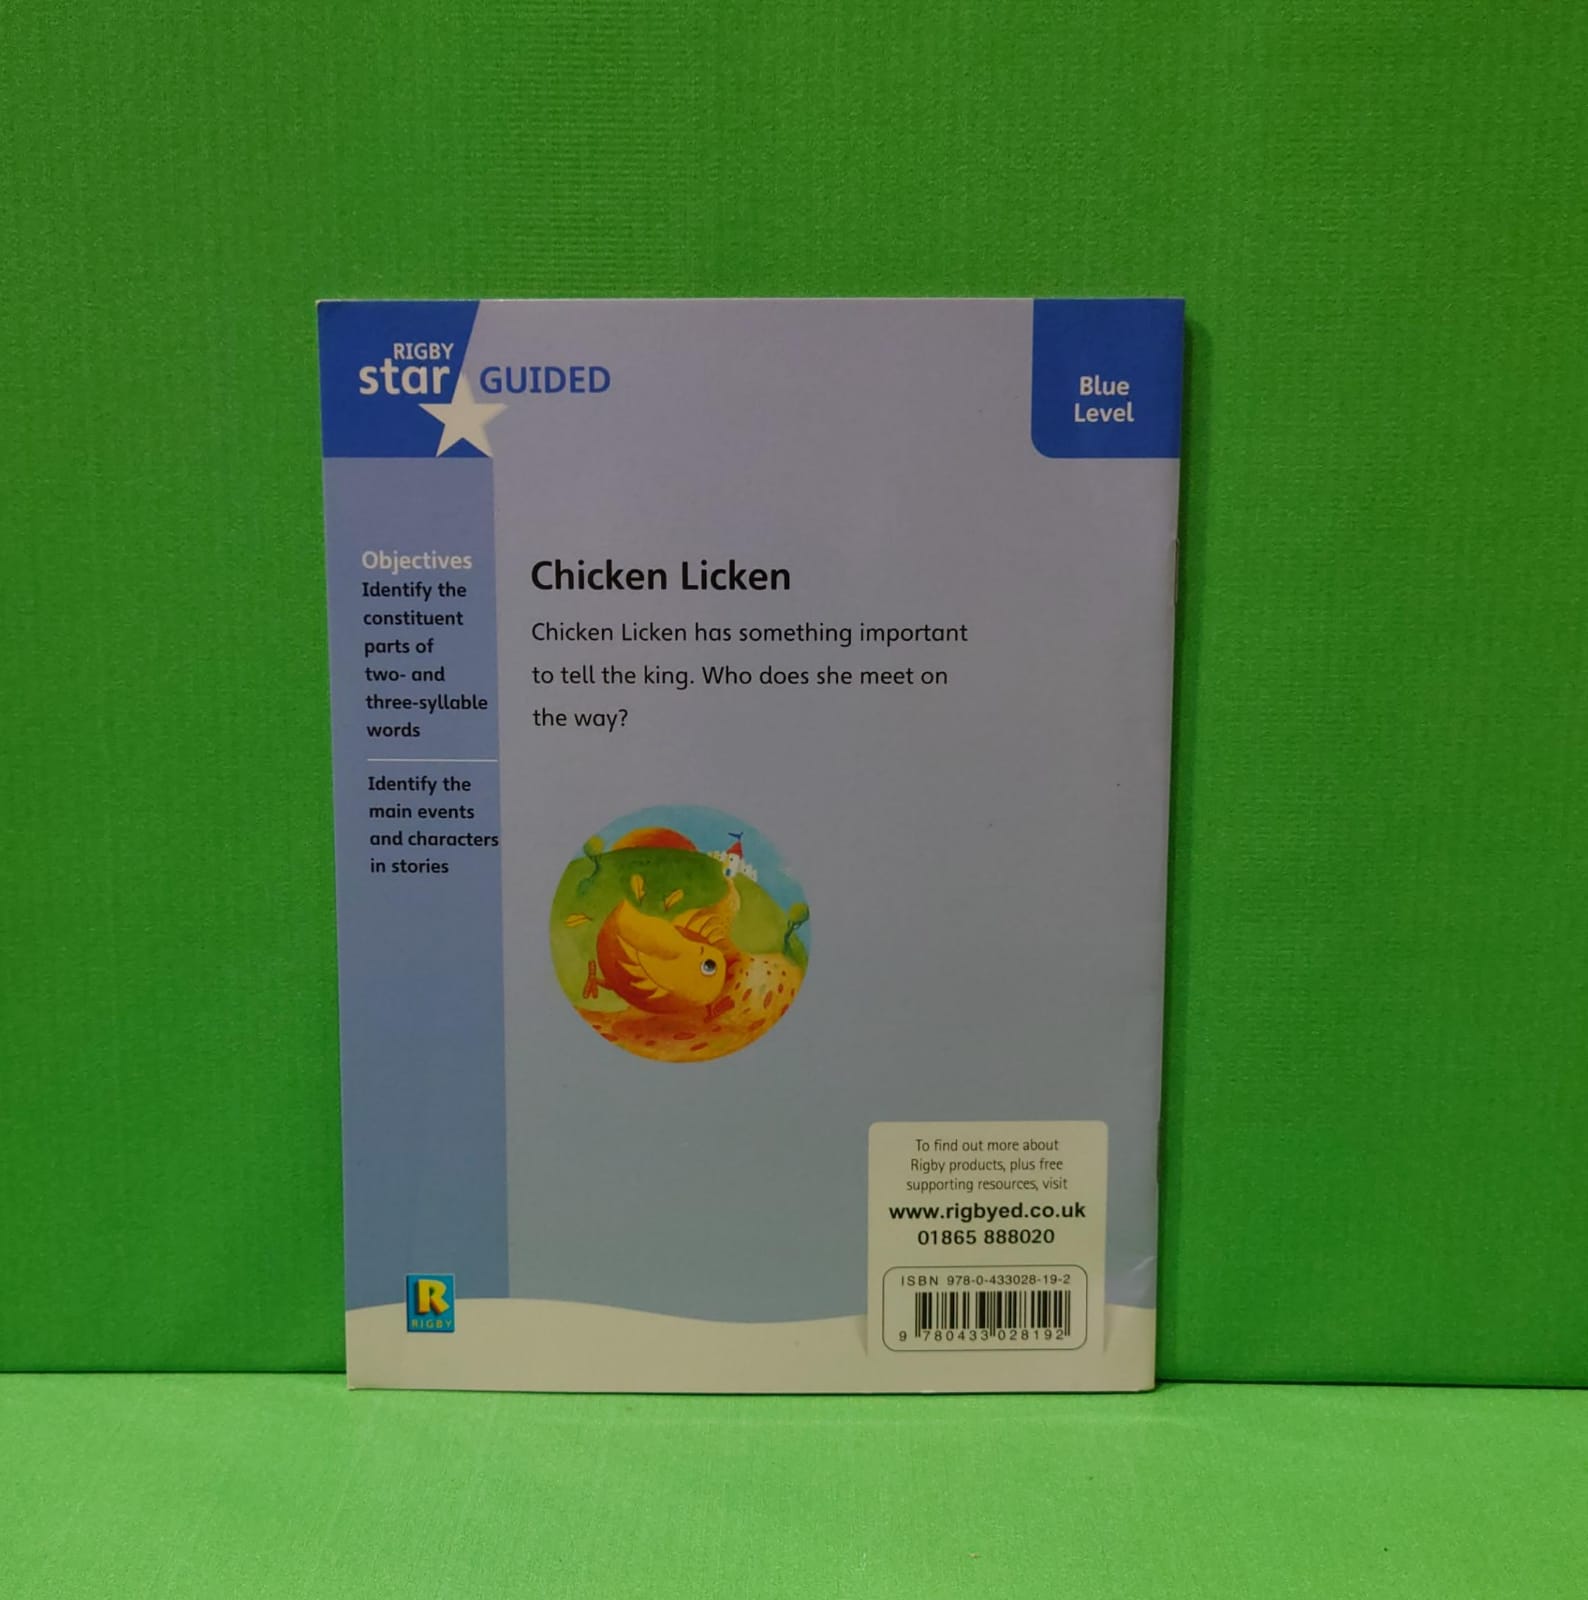 RIGBY
star GUIDED
Blue
Level
Objectives
Identify the
constituent
parts of
two- and
three-syllable
words
Identify the
main events
and characters
in stories
Chicken Licken
Chicken Licken has something important
to tell the king. Who does she meet on
the way?
To find out more about
Rigby products, plus free
supporting resources, visit
www.rigbyed.co.uk
01865 888020
ISBN 978-0-433028-19-2
9 780433 028192
R
RIGBY